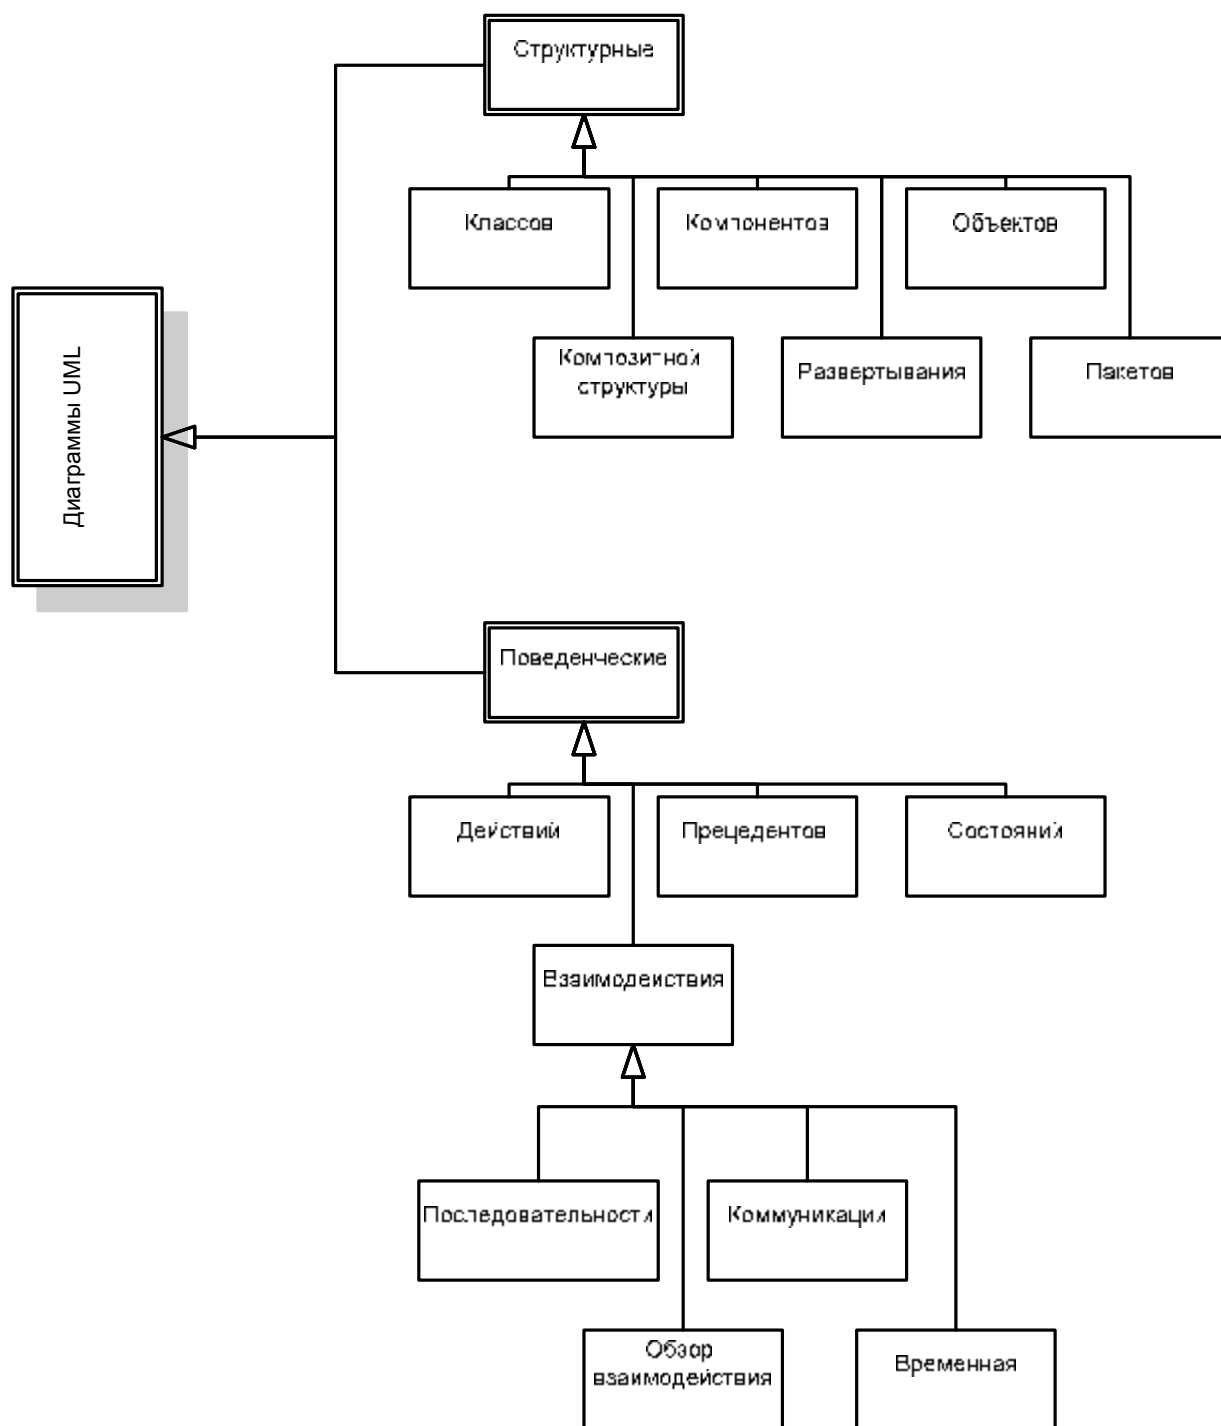 Структурные
Классов
Компонентов
Объектов
Композитной
структуры
Развертывания
Пакетов
Диаграммы UML
Поведенческие
Действий
Прецедентов
Состояний
Взаимодействия
Последовательности
Коммуникации
Обзор
взаимодействия
Временная